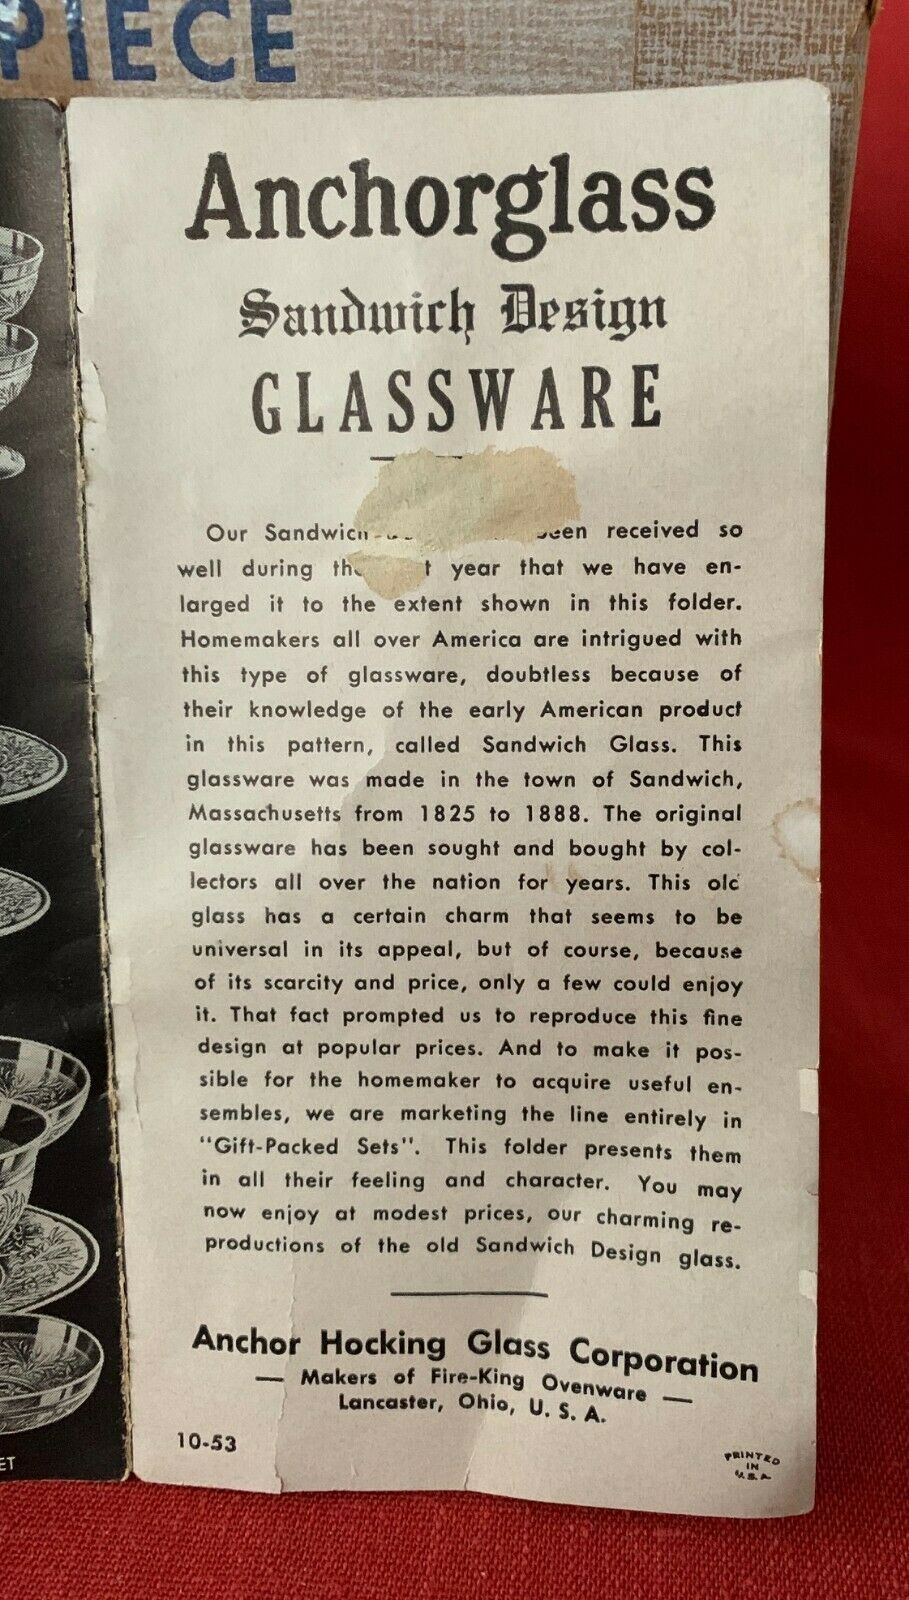 PIECE
Anchorglass
Sandwich Design
GLASSWARE
Our Sandwich been received so
well during the year that we have en-
larged it to the extent shown in this folder.
Homemakers all over America are intrigued with
this type of glassware, doubtless because of
their knowledge of the early American product
in this pattern, called Sandwich Glass. This
glassware was made in the town of Sandwich,
Massachusetts from 1825 to 1888. The original
glassware has been sought and bought by col-
lectors all over the nation for years. This old
glass has a certain charm that seems to be
universal in its appeal, but of course, because
of its scarcity and price, only a few could enjoy
it. That fact prompted us to reproduce this fine
design at popular prices. And to make it pos-
sible for the homemaker to acquire useful en-
sembles, we are marketing the line entirely in
"Gift-Packed Sets". This folder presents them
in all their feeling and character. You may
now enjoy at modest prices, our charming re-
productions of the old Sandwich Design glass.
Anchor Hocking Glass Corporation
— Makers of Fire-King Ovenware —
Lancaster, Ohio, U. S. A.
10-53
PRINTED
IN
U.S.A
ET